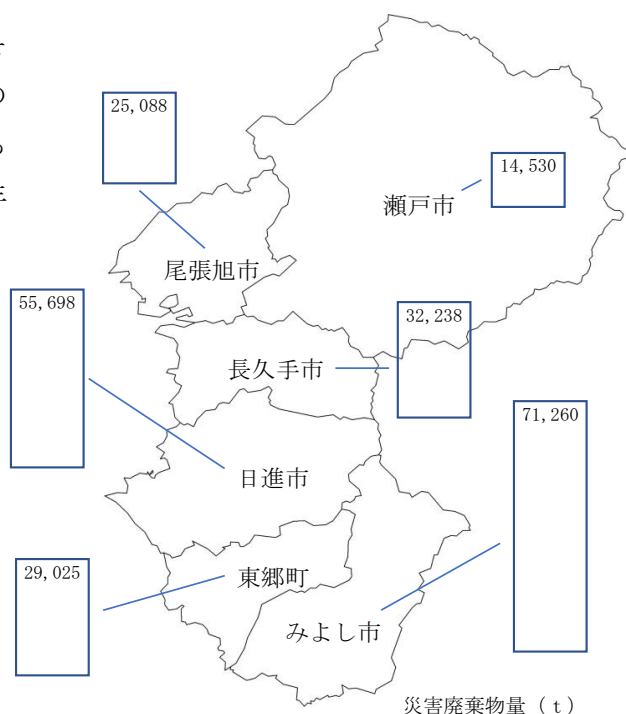 25,088
14,530
瀬戸市
尾張旭市
55,698
32,238
長久手市
71,260
日進市
29,025
東郷町
みよし市
災害廃棄物量（ｔ）